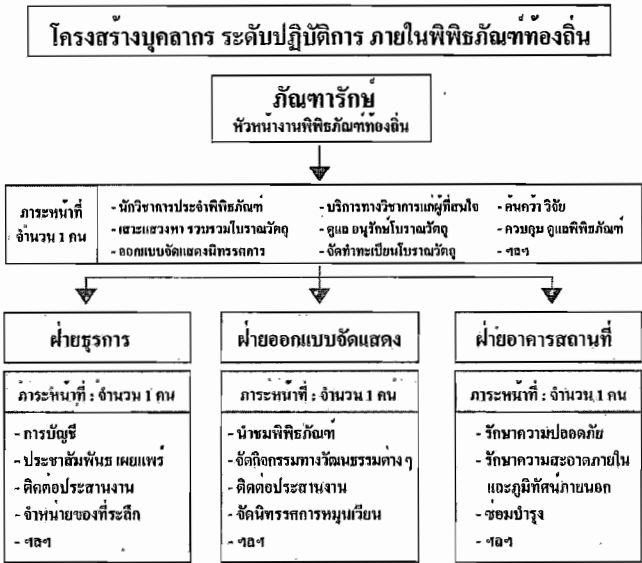 โครงสร้างบุคลากร ระดับปฏิบัติการ ภายในพิพิธภัณฑ์ท้องถิ่น
ภัณฑารักษ์
หัวหน้างานพิพิธภัณฑ์ท้องถิ่น
ภาระหน้าที่
จำนวน 1 คน
- นักวิชาการประจำพิพิธภัณฑ์
- เสาะแสวงหา รวบรวมโบราณวัตถุ
- ออกแบบจัดแสดงนิทรรศการ
- บริการทางวิชาการแก่ผู้ที่สนใจ
- ดูแล อนุรักษ์โบราณวัตถุ
- จัดทำทะเบียนโบราณวัตถุ
- ค้นคว้า วิจัย
- ควบคุม ดูแลพิพิธภัณฑ์
- ฯลฯ
ฝ่ายธุรการ
ภาระหน้าที่ : จำนวน 1 คน
- การบัญชี
- ประชาสัมพันธ์ เผยแพร่
- ติดต่อประสานงาน
- จำหน่ายของที่ระลึก
- ฯลฯ
ฝ่ายออกแบบจัดแสดง
ภาระหน้าที่ : จำนวน 1 คน
- นำชมพิพิธภัณฑ์
- จัดกิจกรรมทางวัฒนธรรมต่าง ๆ
- ติดต่อประสานงาน
- จัดนิทรรศการหมุนเวียน
- ฯลฯ
ฝ่ายอาคารสถานที่
ภาระหน้าที่ : จำนวน 1 คน
- รักษาความปลอดภัย
- รักษาความสะอาดภายใน
และภูมิทัศน์ภายนอก
- ซ่อมบำรุง
- ฯลฯ